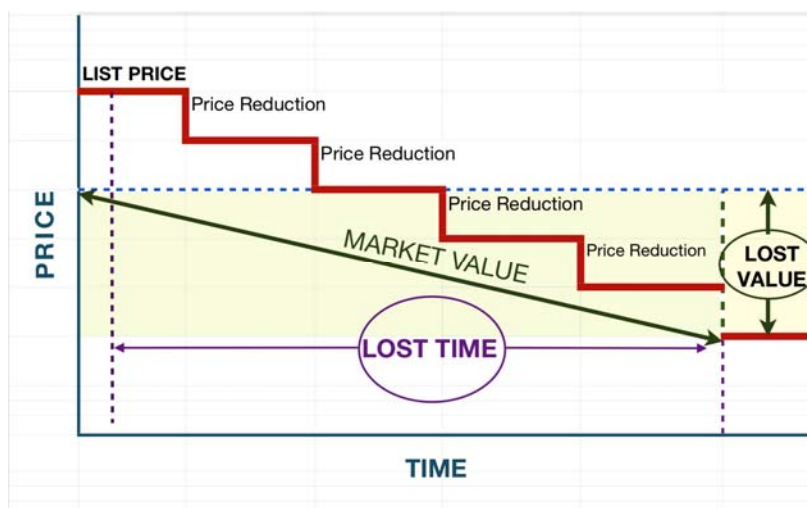 LIST PRICE
Price Reduction
Price Reduction
Price Reduction
Price Reduction
PRICE
MARKET VALUE
LOST
VALUE
LOST TIME
TIME